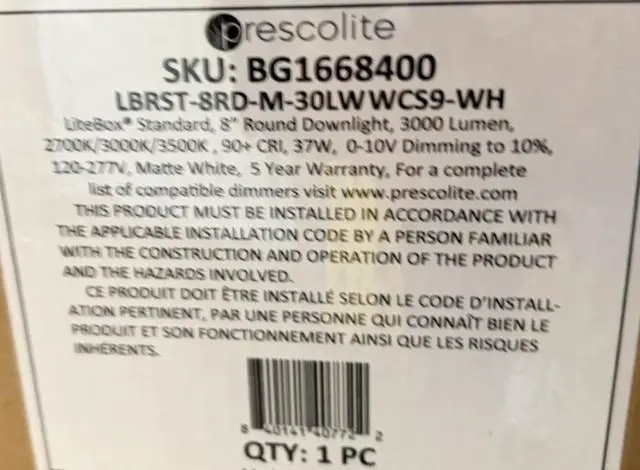 prescolite
SKU: BG1668400
LBRST-8RD-M-30LWWCS9-WH
LiteBox® Standard, 8" Round Downlight, 3000 Lumen,
2700K/3000K/3500K , 90+ CRI, 37W, 0-10V Dimming to 10%,
120-277V, Matte White, 5 Year Warranty, For a complete
list of compatible dimmers visit www.prescolite.com
THIS PRODUCT MUST BE INSTALLED IN ACCORDANCE WITH
THE APPLICABLE INSTALLATION CODE BY A PERSON FAMILIAR
WITH THE CONSTRUCTION AND OPERATION OF THE PRODUCT
AND THE HAZARDS INVOLVED.
CE PRODUIT DOIT ÊTRE INSTALLÉ SELON LE CODE D'INSTALL-
ATION PERTINENT, PAR UNE PERSONNE QUI CONNAÎT BIEN LE
PRODUIT ET SON FONCTIONNEMENT AINSI QUE LES RISQUES
INHÉRENTS.
8 40141 40772 2
QTY: 1 PC